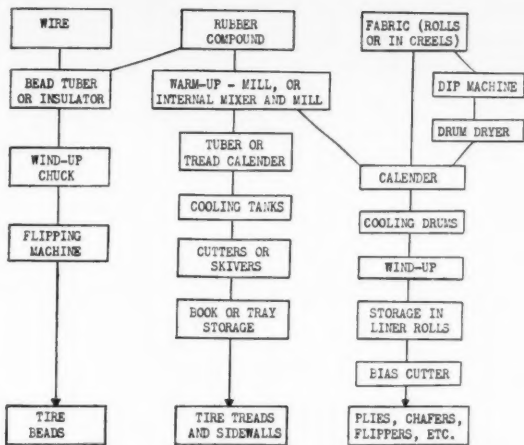 WIRE
RUBBER
COMPOUND
FABRIC (ROLLS
OR IN CREELS)
BEAD TUBER
OR INSULATOR
WARM-UP - MILL, OR
INTERNAL MIXER AND MILL
DIP MACHINE
DRUM DRYER
WIND-UP
CHUCK
TUBER OR
TREAD CALENDER
CALENDER
COOLING TANKS
COOLING DRUMS
FLIPPING
MACHINE
CUTTERS OR
SKIVERS
WIND-UP
BOOK OR TRAY
STORAGE
STORAGE IN
LINER ROLLS
BIAS CUTTER
TIRE
BEADS
TIRE TREADS
AND SIDEWALLS
PLIES, CHAFERS,
FLIPPERS, ETC.